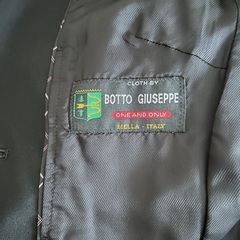 CLOTH BY
BOTTO GIUSEPPE
ONE AND ONLY
BIELLA - ITALY